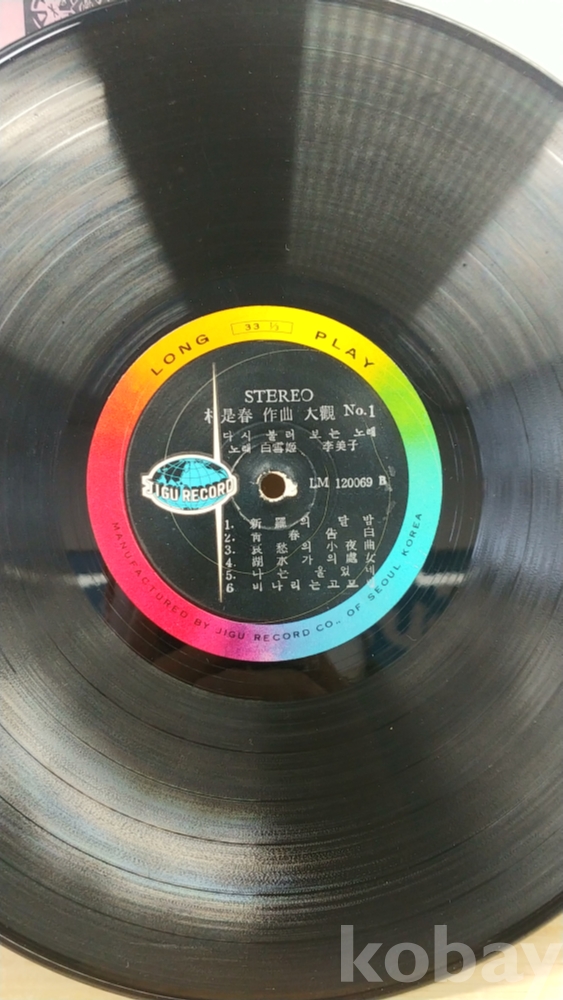 LONG 33 ⅓ PLAY
STEREO
朴是春 作曲 大觀 No.1
다시 불러 보는 노래
노래 白雪姬 李美子
JIGU RECORD
LM 120069 B
1. 新羅의 달밤
2. 靑春告白
3. 哀愁의 小夜曲
4. 湖水가의 處女
5. 나는 울었네
6 비나리는 고모
MANUFACTURED BY JIGU RECORD CO., OF SEOUL KOREA
kobay